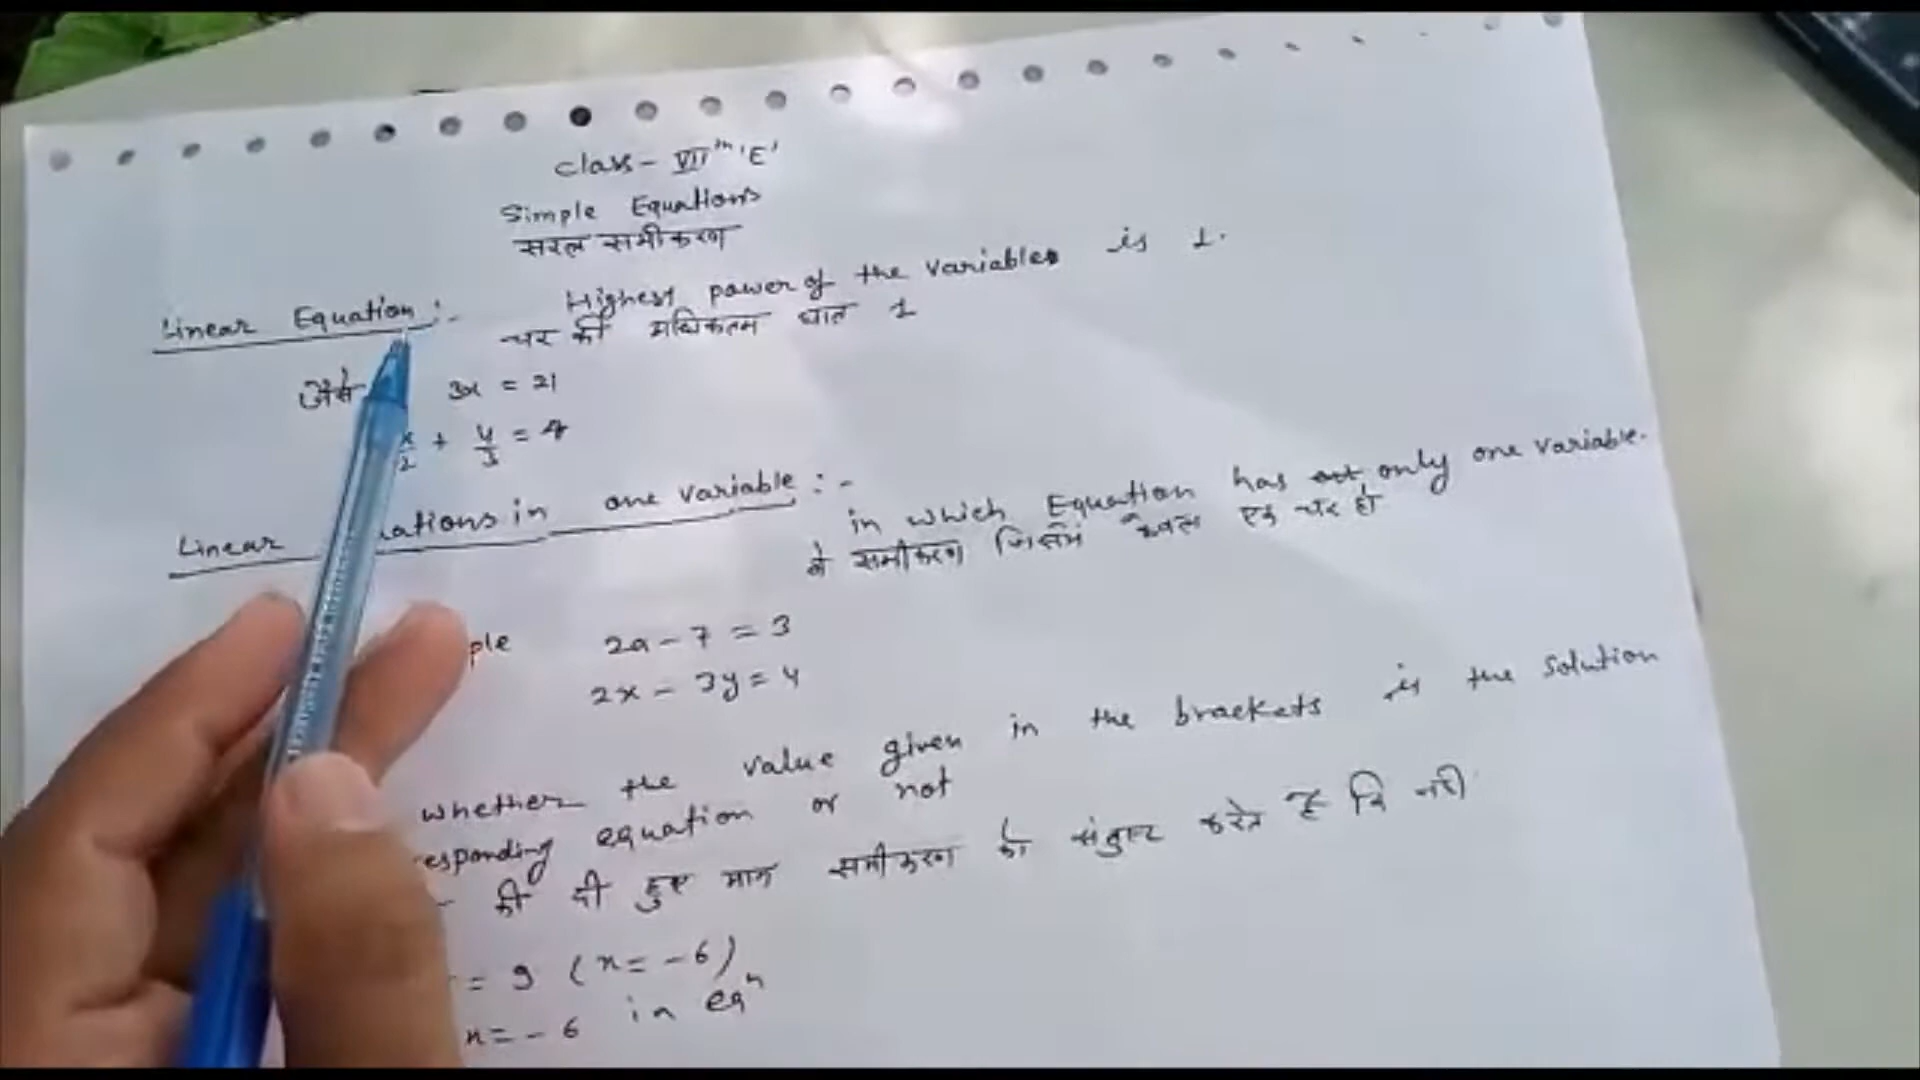 Class - VII th 'E'
Simple Equations
सरल समीकरण
Linear Equation :- Highest power of the variables is 1.
चर की अधिकतम घात 1
जैसे 3x = 21
x/2 + y/3 = 4
Linear ations in one variable :- in which Equation has only one variable.
वे समीकरण जिसमें केवल एक चर हो
ple 2a - 7 = 3
2x - 3y = 4
whether the value given in the brackets is the solution
esponding equation or not
की दी हुए मान समीकरण को संतुष्ट करते है कि नही
= 9 (n = -6)
n = - 6 in eqn